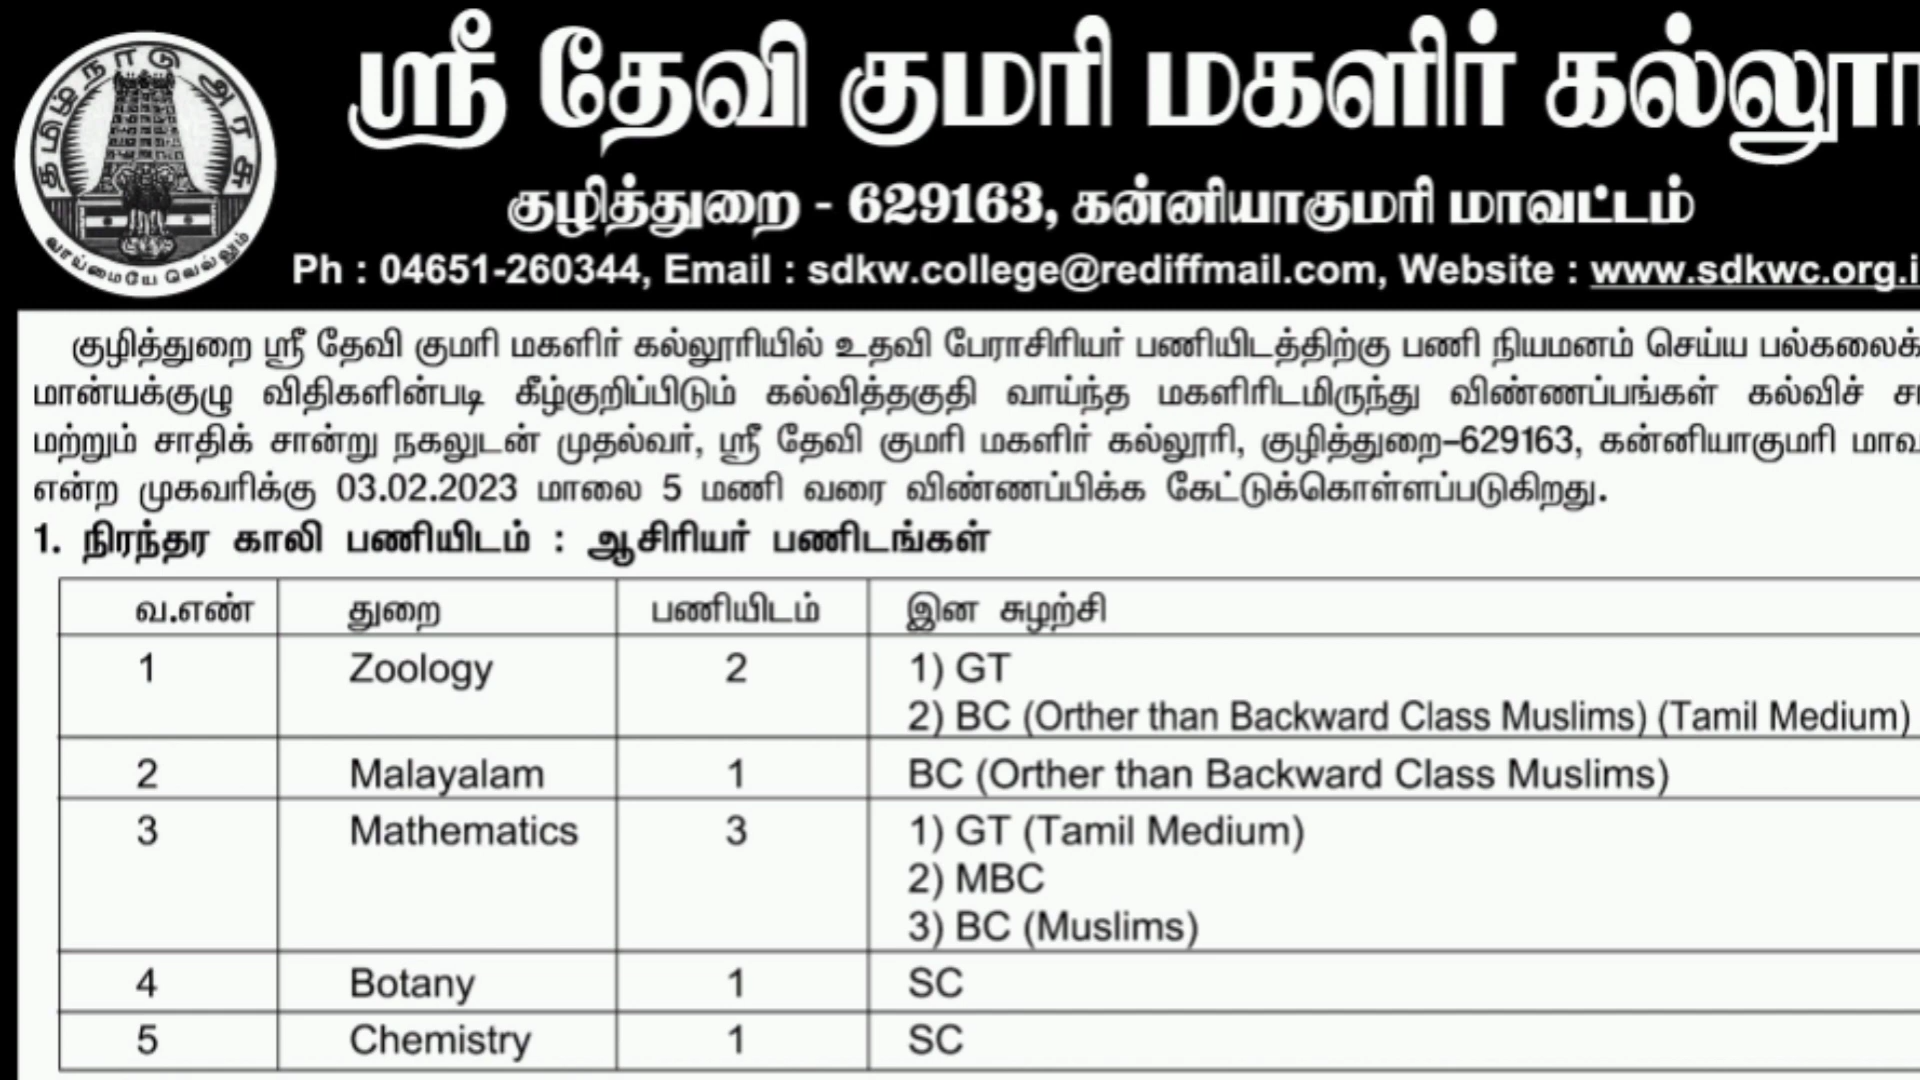 தமிழ்நாடு அரசு
வாய்மையே வெல்லும்
ஸ்ரீ தேவி குமரி மகளிர்
குழித்துறை - 629163, கன்னியாகுமரி மாவட்டம்
Ph : 04651-260344, Email : sdkw.college@rediffmail.com, Website : www.sdkwc.org.i
குழித்துறை ஸ்ரீ தேவி குமரி மகளிர் கல்லூரியில் உதவி பேராசிரியர் பணியிடத்திற்கு பணி நியமனம் செய்ய பல்கலைக்
மான்யக்குழு விதிகளின்படி கீழ்குறிப்பிடும் கல்வித்தகுதி வாய்ந்த மகளிரிடமிருந்து விண்ணப்பங்கள் கல்விச்
மற்றும் சாதிக் சான்று நகலுடன் முதல்வர், ஸ்ரீ தேவி குமரி மகளிர் கல்லூரி, குழித்துறை–629163, கன்னியாகுமரி
என்ற முகவரிக்கு 03.02.2023 மாலை 5 மணி வரை விண்ணப்பிக்க கேட்டுக்கொள்ளப்படுகிறது.
1. நிரந்தர காலி பணியிடம் : ஆசிரியர் பணிடங்கள்
வ.எண் துறை பணியிடம் இன சுழற்சி
1 Zoology 2 1) GT
2) BC (Orther than Backward Class Muslims) (Tamil Medium)
2 Malayalam 1 BC (Orther than Backward Class Muslims)
3 Mathematics 3 1) GT (Tamil Medium)
2) MBC
3) BC (Muslims)
4 Botany 1 SC
5 Chemistry 1 SC